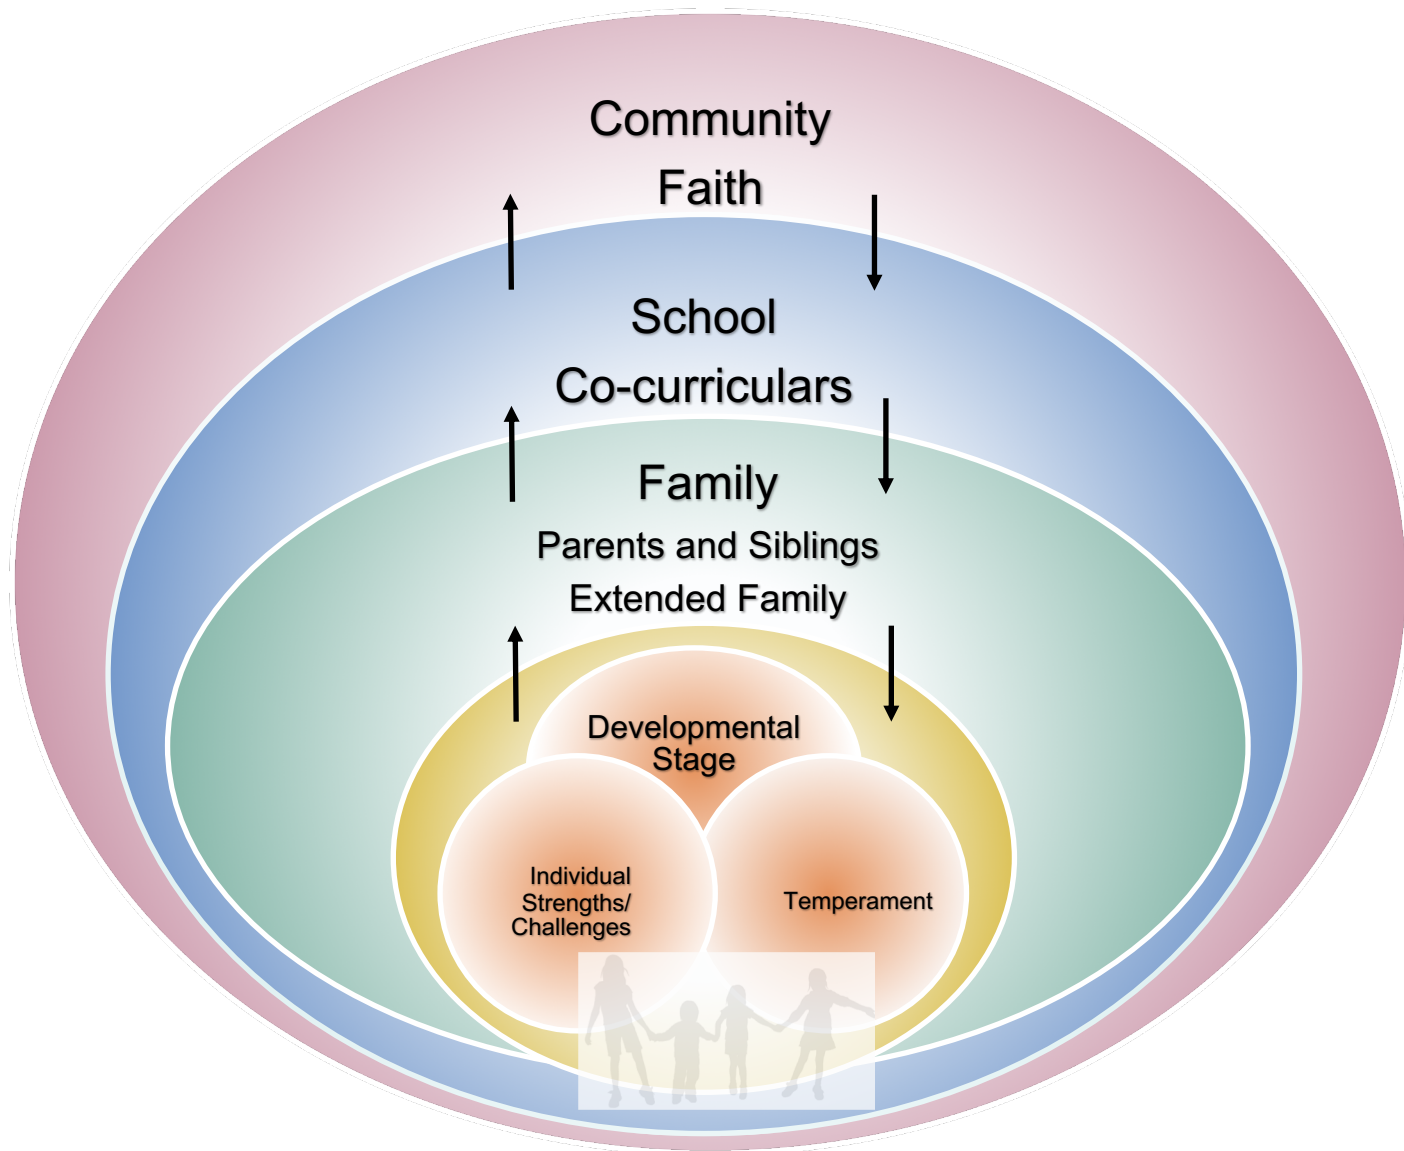 Community
Faith
School
Co-curriculars
Family
Parents and Siblings
Extended Family
Developmental
Stage
Individual
Strengths/
Challenges
Temperament